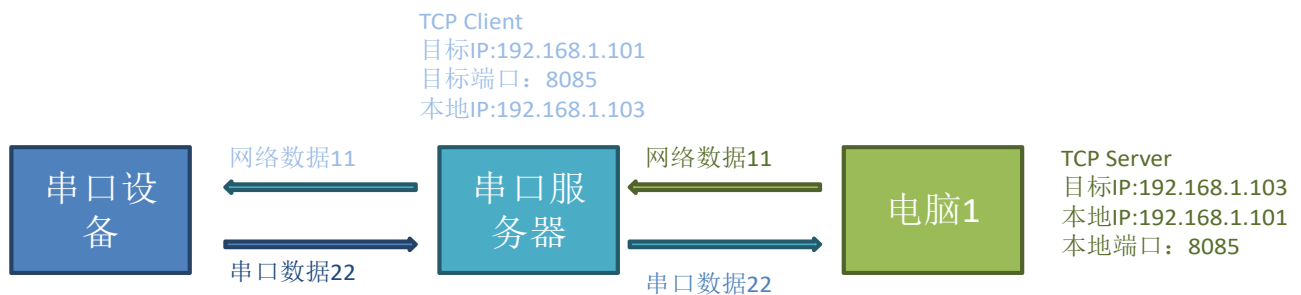 TCP Client
目标IP:192.168.1.101
目标端口：8085
本地IP:192.168.1.103
网络数据11
网络数据11
串口设
备
串口服
务器
电脑1
TCP Server
目标IP:192.168.1.103
本地IP:192.168.1.101
本地端口：8085
串口数据22
串口数据22